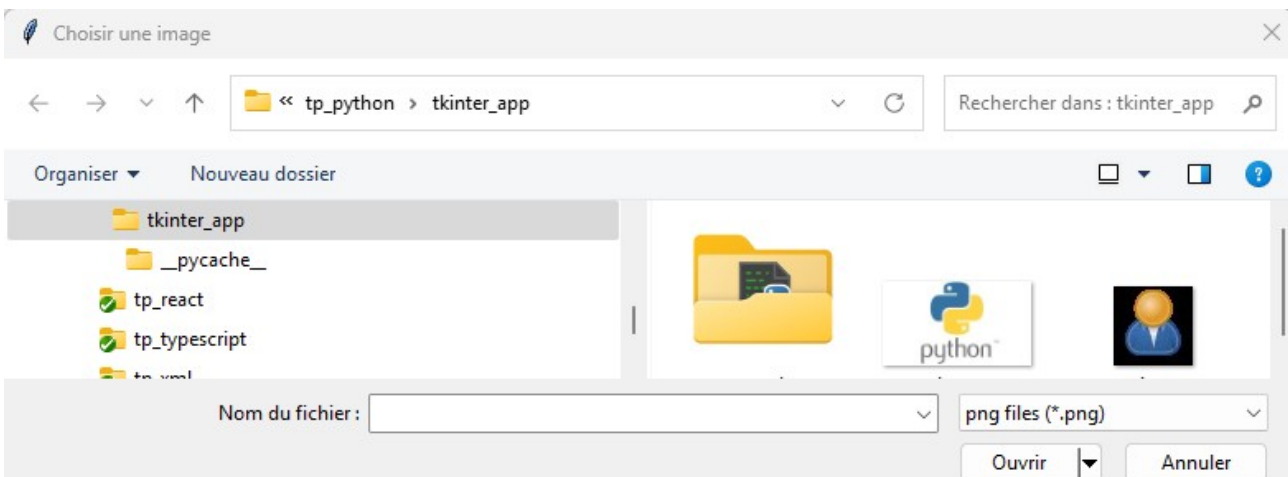 Choisir une image
« tp_python > tkinter_app
Rechercher dans : tkinter_app
Organiser
Nouveau dossier
?
tkinter_app
__pycache__
tp_react
tp_typescript
python
Nom du fichier :
png files (*.png)
Ouvrir
Annuler